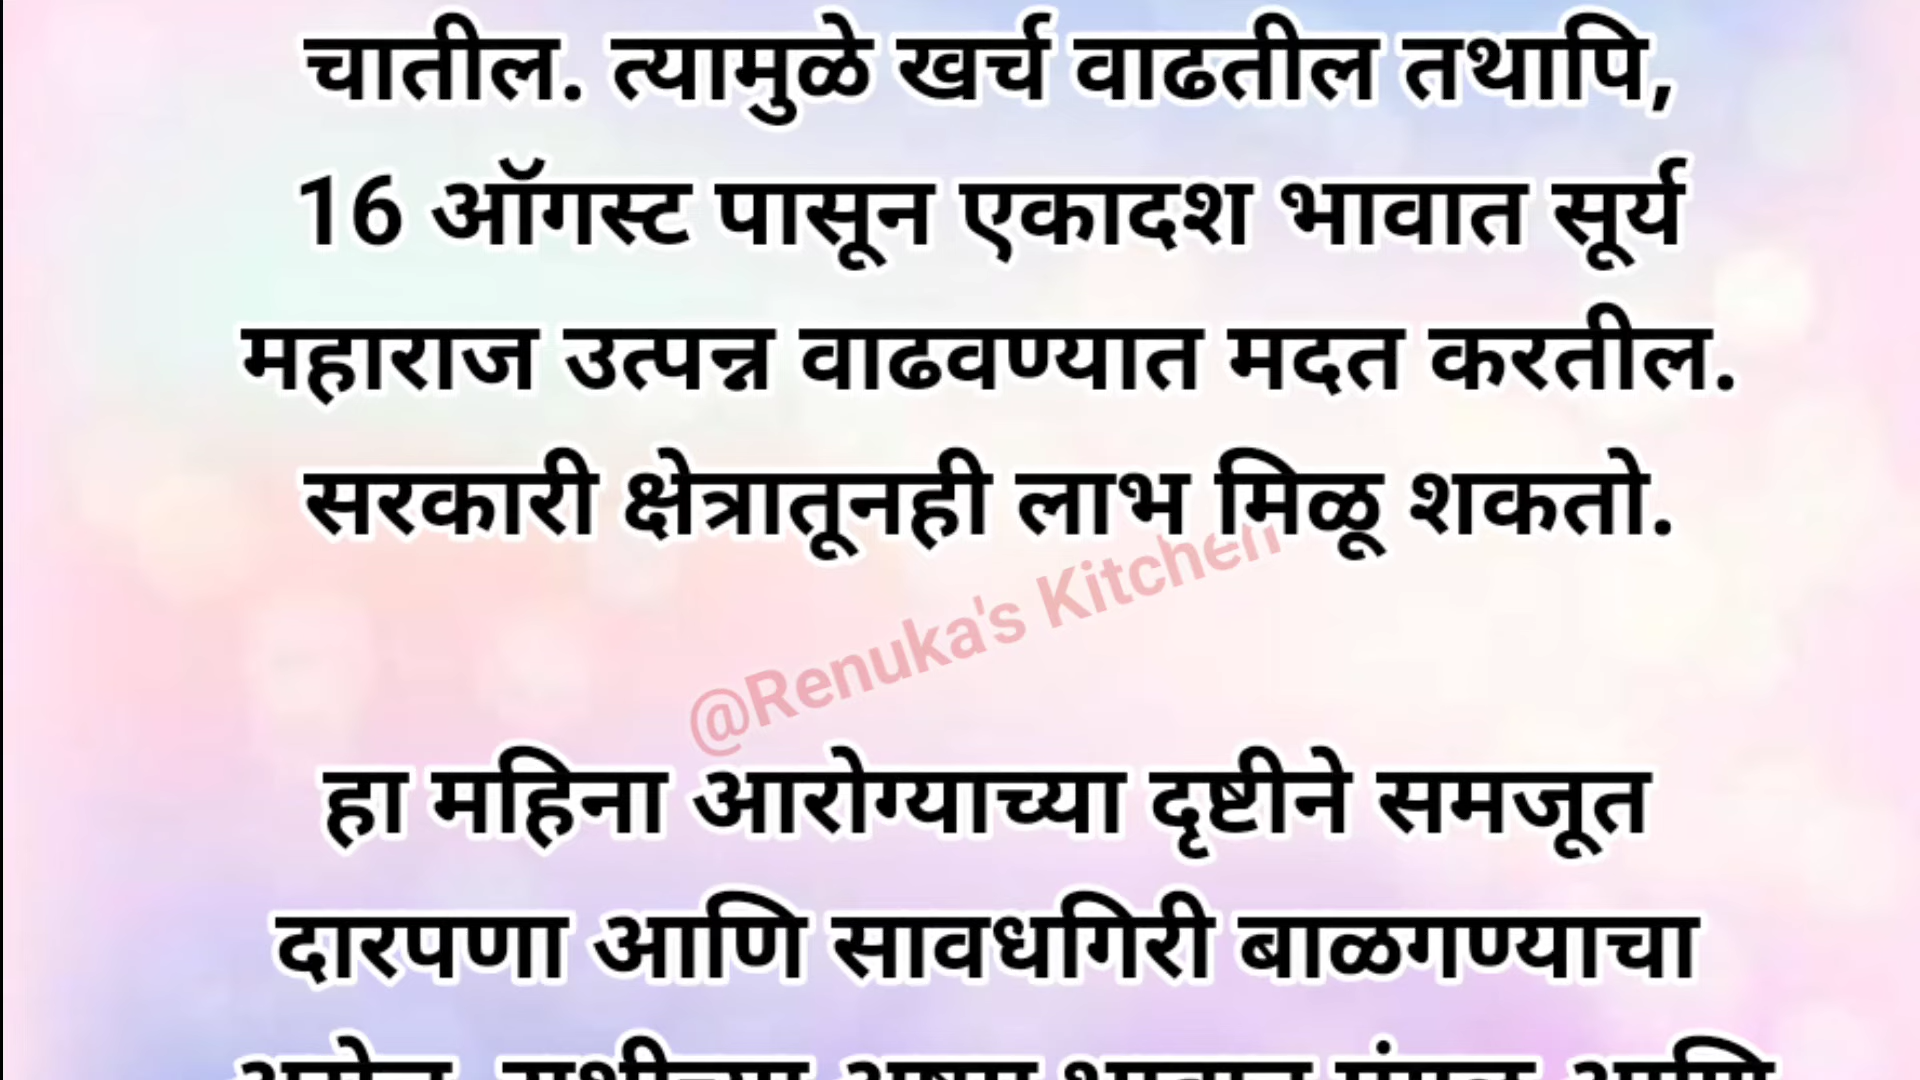 चातील. त्यामुळे खर्च वाढतील तथापि,
16 ऑगस्ट पासून एकादश भावात सूर्य
महाराज उत्पन्न वाढवण्यात मदत करतील.
सरकारी क्षेत्रातूनही लाभ मिळू शकतो.
@Renuka's Kitchen
हा महिना आरोग्याच्या दृष्टीने समजूत
दारपणा आणि सावधगिरी बाळगण्याचा